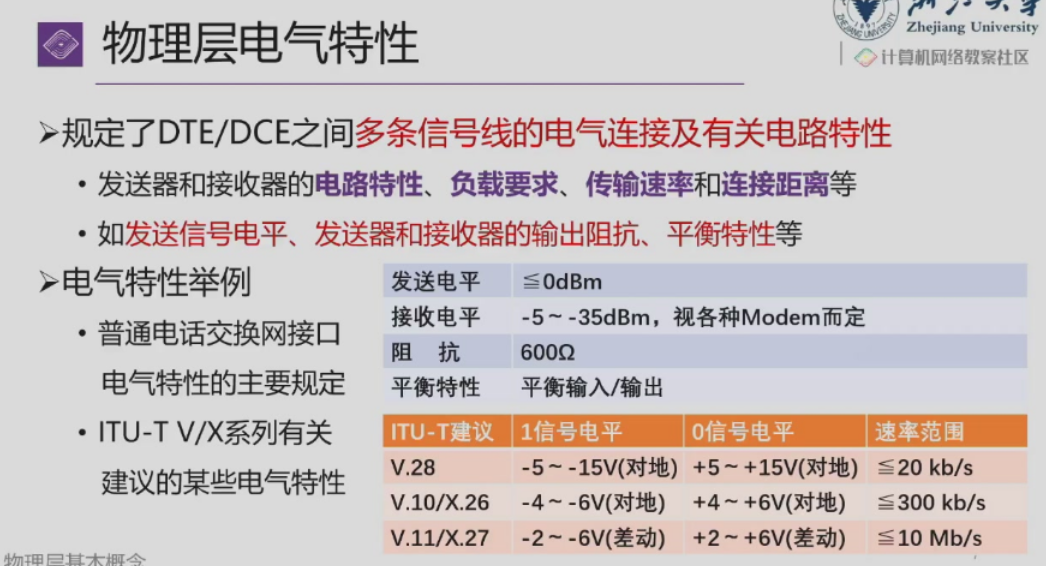 物理层电气特性
Zhejiang University
计算机网络教案社区
➢规定了DTE/DCE之间多条信号线的电气连接及有关电路特性
• 发送器和接收器的电路特性、负载要求、传输速率和连接距离等
• 如发送信号电平、发送器和接收器的输出阻抗、平衡特性等
➢电气特性举例
• 普通电话交换网接口
电气特性的主要规定
• ITU-T V/X系列有关
建议的某些电气特性
发送电平 ≦0dBm
接收电平 -5~-35dBm，视各种Modem而定
阻 抗 600Ω
平衡特性 平衡输入/输出
ITU-T建议 1信号电平 0信号电平 速率范围
V.28 -5~-15V(对地) +5~+15V(对地) ≦20 kb/s
V.10/X.26 -4~-6V(对地) +4~+6V(对地) ≦300 kb/s
V.11/X.27 -2~-6V(差动) +2~+6V(差动) ≦10 Mb/s
物理层基本概念